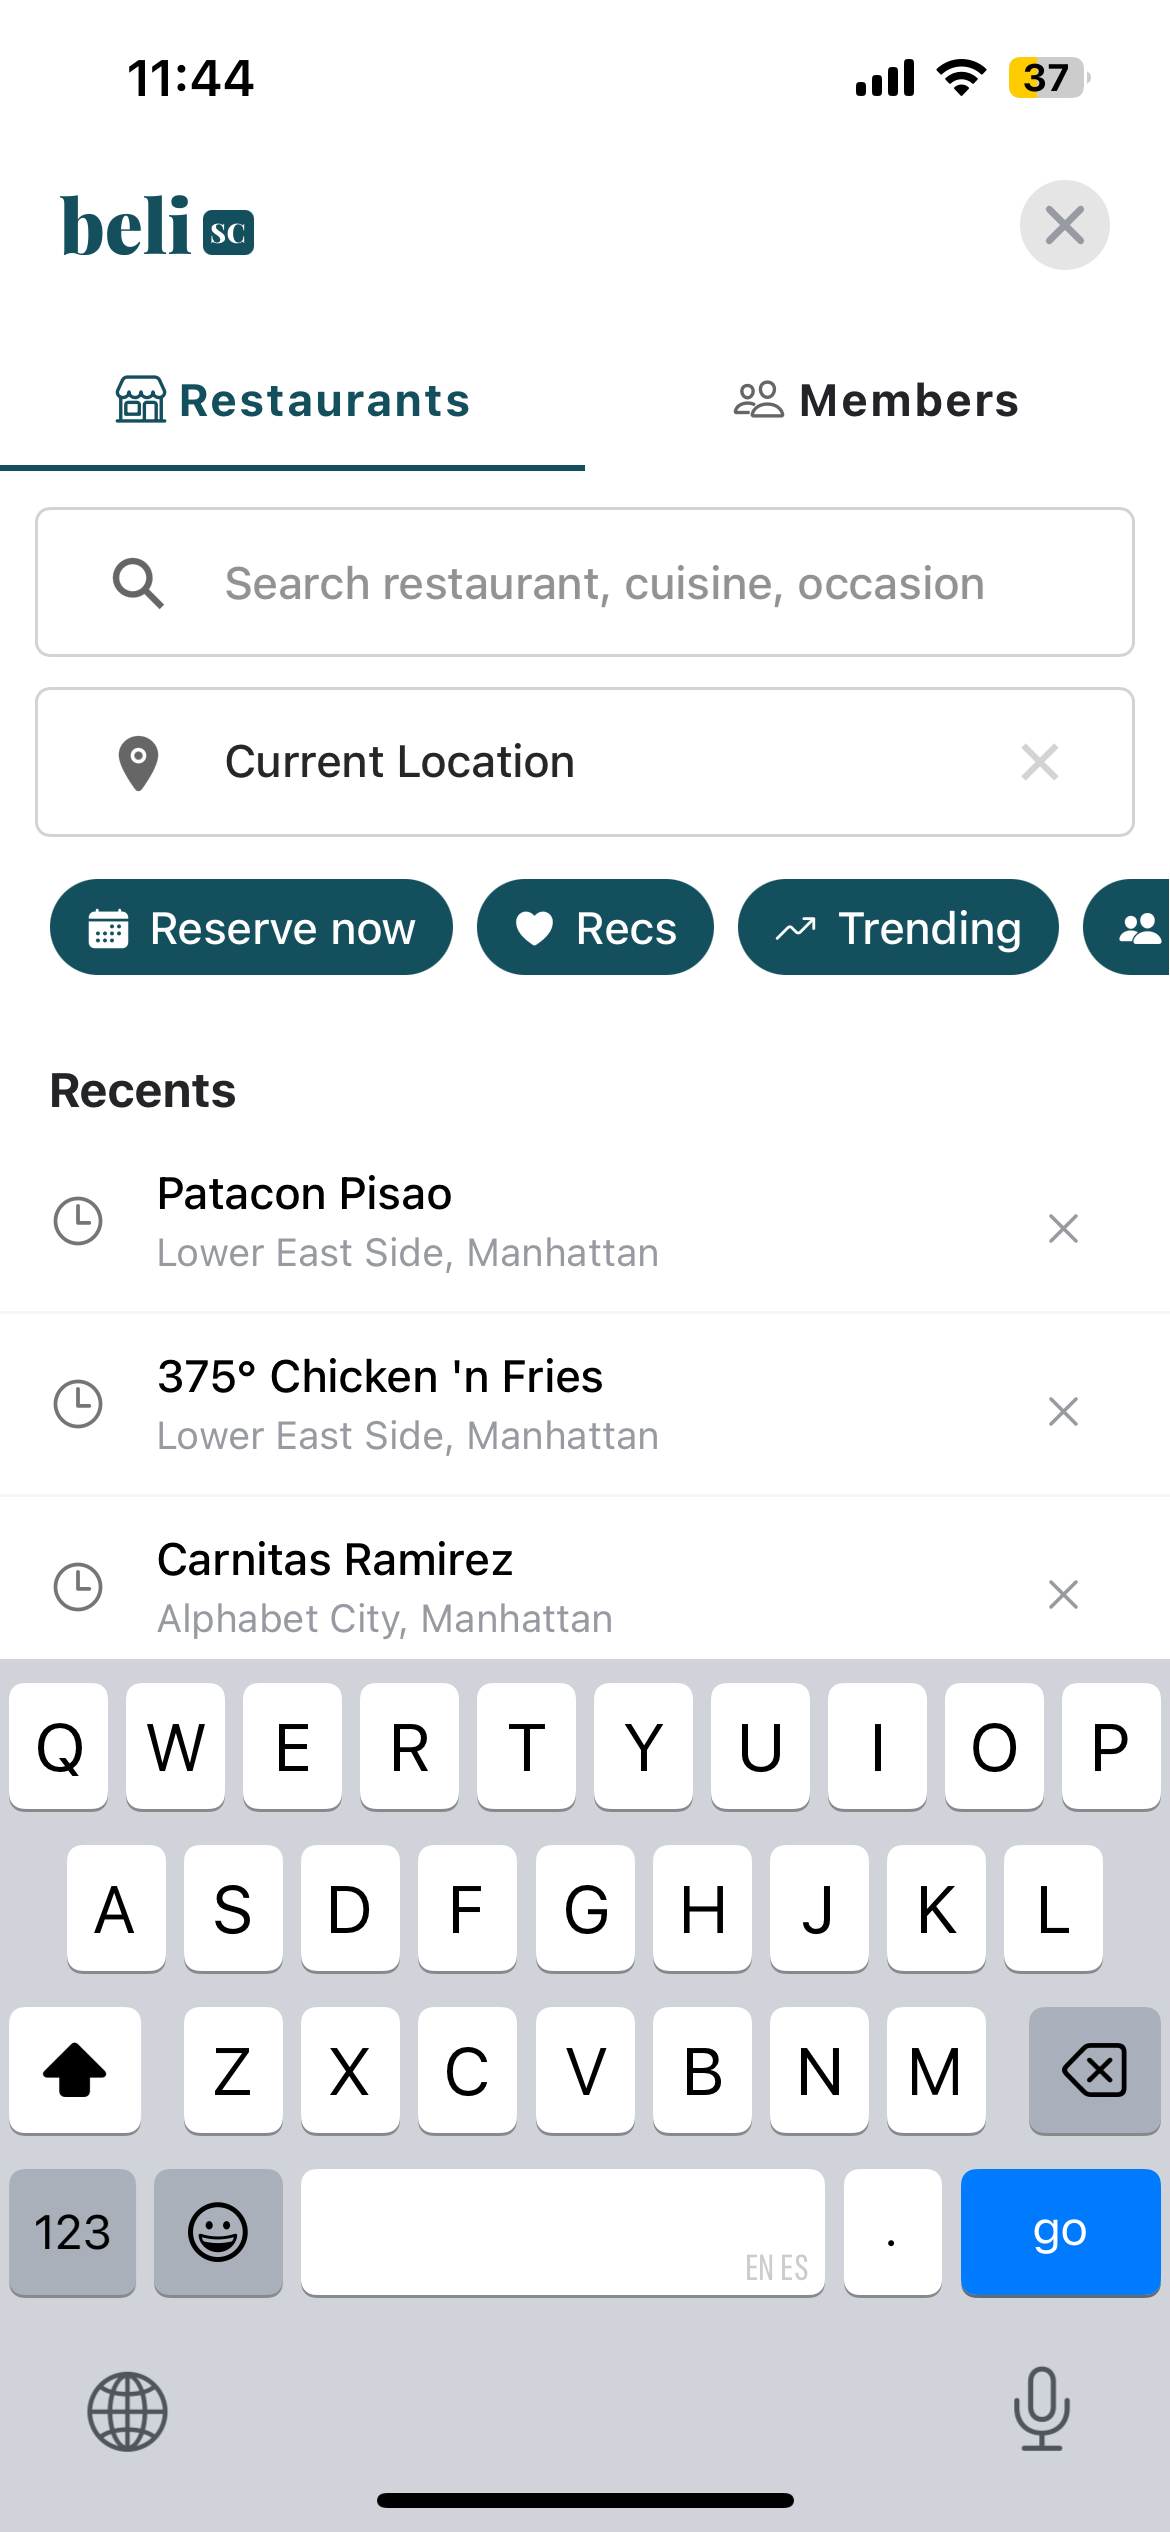 11:44
37
beli SC
Restaurants
Members
Search restaurant, cuisine, occasion
Current Location
Reserve now
Recs
Trending
Recents
Patacon Pisao
Lower East Side, Manhattan
375° Chicken 'n Fries
Lower East Side, Manhattan
Carnitas Ramirez
Alphabet City, Manhattan
Q W E R T Y U I O P
A S D F G H J K L
Z X C V B N M
123
EN ES
.
go